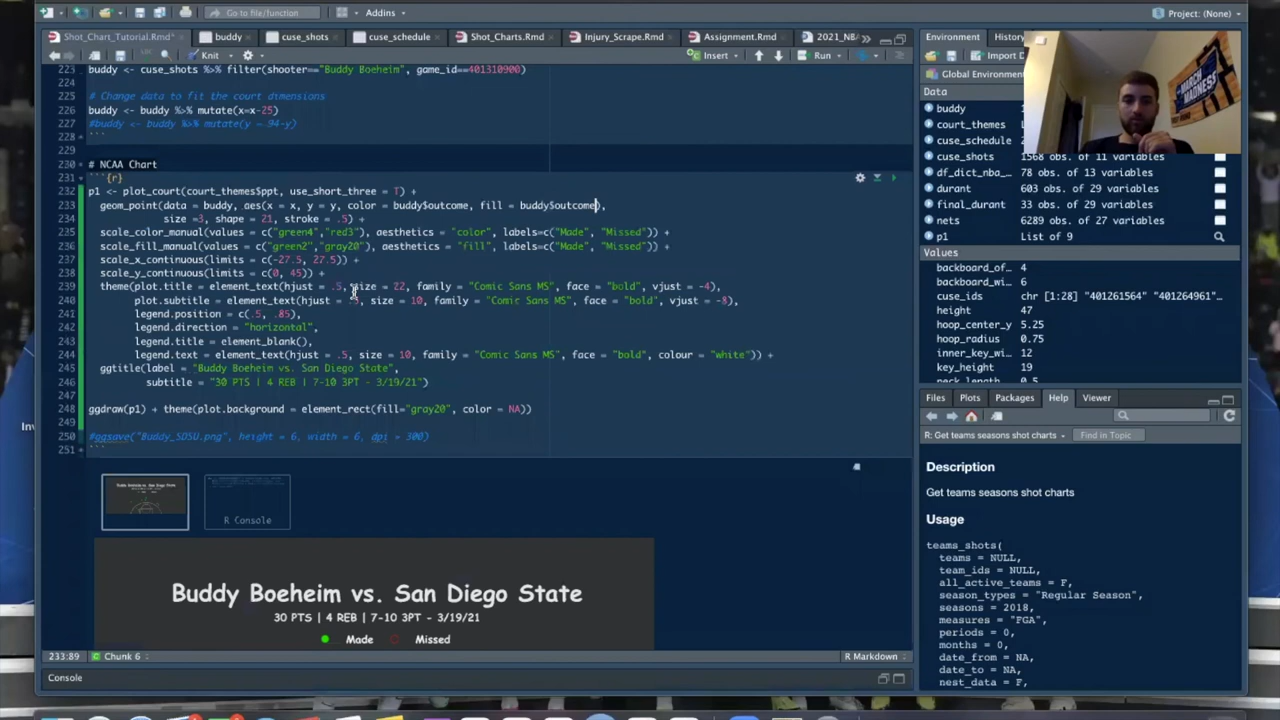 Go to file/function
Addins
Project: (None)
Shot_Chart_Tutorial.Rmd*
buddy
cuse_shots
cuse_schedule
Shot_Charts.Rmd
Injury_Scrape.Rmd
Assignment.Rmd
2021_NB
Knit
Insert
Run
223 buddy <- cuse_shots %>% filter(shooter=="Buddy Boeheim", game_id==401310900)
224
225 # Change data to fit the court dimensions
226 buddy <- buddy %>% mutate(x=x-25)
227 #buddy <- buddy %>% mutate(y = 94-y)
228 ```
229
230 # NCAA Chart
231 ```{r}
232 p1 <- plot_court(court_themes$ppt, use_short_three = T) +
233 geom_point(data = buddy, aes(x = x, y = y, color = buddy$outcome, fill = buddy$outcome),
234 size =3, shape = 21, stroke = .5) +
235 scale_color_manual(values = c("green4","red3"), aesthetics = "color", labels=c("Made", "Missed")) +
236 scale_fill_manual(values = c("green2","gray20"), aesthetics = "fill", labels=c("Made", "Missed")) +
237 scale_x_continuous(limits = c(-27.5, 27.5)) +
238 scale_y_continuous(limits = c(0, 45)) +
239 theme(plot.title = element_text(hjust = .5, size = 22, family = "Comic Sans MS", face = "bold", vjust = -4),
240 plot.subtitle = element_text(hjust = .5, size = 10, family = "Comic Sans MS", face = "bold", vjust = -8),
241 legend.position = c(.5, .85),
242 legend.direction = "horizontal",
243 legend.title = element_blank(),
244 legend.text = element_text(hjust = .5, size = 10, family = "Comic Sans MS", face = "bold", colour = "white")) +
245 ggtitle(label = "Buddy Boeheim vs. San Diego State",
246 subtitle = "30 PTS | 4 REB | 7-10 3PT - 3/19/21")
247
248 ggdraw(p1) + theme(plot.background = element_rect(fill="gray20", color = NA))
249
250 #ggsave("Buddy_SDSU.png", height = 6, width = 6, dpi = 300)
251 ```
R Console
Buddy Boeheim vs. San Diego State
30 PTS | 4 REB | 7-10 3PT - 3/19/21
Made Missed
233:89
Chunk 6
R Markdown
Console
Environment
History
Import D
Global Environment
Data
buddy
court_themes
cuse_schedule
cuse_shots 1568 obs. of 11 variables
df_dict_nba_ 78 obs. of 13 variables
durant 603 obs. of 29 variables
final_durant 33 obs. of 29 variables
nets 6289 obs. of 27 variables
p1 List of 9
Values
backboard_of… 4
backboard_wi… 6
cuse_ids chr [1:28] "401261564" "401264961"
height 47
hoop_center_y 5.25
hoop_radius 0.75
inner_key_wi… 12
key_height 19
neck_length 0.5
MARCH MADNESS
Files
Plots
Packages
Help
Viewer
R: Get teams seasons shot charts
Find in Topic
Description
Get teams seasons shot charts
Usage
teams_shots(
teams = NULL,
team_ids = NULL,
all_active_teams = F,
season_types = "Regular Season",
seasons = 2018,
measures = "FGA",
periods = 0,
months = 0,
date_from = NA,
date_to = NA,
nest_data = F,